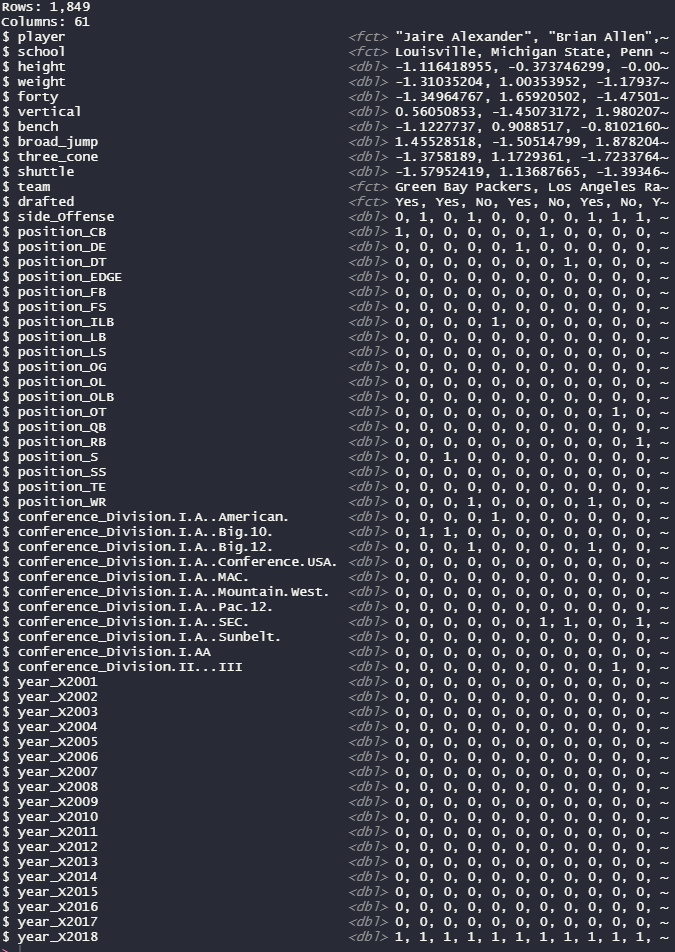 Rows: 1,849
Columns: 61
$ player <fct> "Jaire Alexander", "Brian Allen",~
$ school <fct> Louisville, Michigan State, Penn ~
$ height <dbl> -1.116418955, -0.373746299, -0.00~
$ weight <dbl> -1.31035204, 1.00353952, -1.17937~
$ forty <dbl> -1.34964767, 1.65920502, -1.47501~
$ vertical <dbl> 0.56050853, -1.45073172, 1.980207~
$ bench <dbl> -1.1227737, 0.9088517, -0.8102160~
$ broad_jump <dbl> 1.45528518, -1.50514799, 1.878204~
$ three_cone <dbl> -1.3758189, 1.1729361, -1.7233764~
$ shuttle <dbl> -1.57952419, 1.13687665, -1.39346~
$ team <fct> Green Bay Packers, Los Angeles Ra~
$ drafted <fct> Yes, Yes, No, Yes, No, Yes, No, Y~
$ side_Offense <dbl> 0, 1, 0, 1, 0, 0, 0, 0, 1, 1, 1, ~
$ position_CB <dbl> 1, 0, 0, 0, 0, 0, 1, 0, 0, 0, 0, ~
$ position_DE <dbl> 0, 0, 0, 0, 0, 1, 0, 0, 0, 0, 0, ~
$ position_DT <dbl> 0, 0, 0, 0, 0, 0, 0, 1, 0, 0, 0, ~
$ position_EDGE <dbl> 0, 0, 0, 0, 0, 0, 0, 0, 0, 0, 0, ~
$ position_FB <dbl> 0, 0, 0, 0, 0, 0, 0, 0, 0, 0, 0, ~
$ position_FS <dbl> 0, 0, 0, 0, 0, 0, 0, 0, 0, 0, 0, ~
$ position_ILB <dbl> 0, 0, 0, 0, 1, 0, 0, 0, 0, 0, 0, ~
$ position_LB <dbl> 0, 0, 0, 0, 0, 0, 0, 0, 0, 0, 0, ~
$ position_LS <dbl> 0, 0, 0, 0, 0, 0, 0, 0, 0, 0, 0, ~
$ position_OG <dbl> 0, 0, 0, 0, 0, 0, 0, 0, 0, 0, 0, ~
$ position_OL <dbl> 0, 0, 0, 0, 0, 0, 0, 0, 0, 0, 0, ~
$ position_OLB <dbl> 0, 0, 0, 0, 0, 0, 0, 0, 0, 0, 0, ~
$ position_OT <dbl> 0, 0, 0, 0, 0, 0, 0, 0, 0, 1, 0, ~
$ position_QB <dbl> 0, 0, 0, 0, 0, 0, 0, 0, 0, 0, 0, ~
$ position_RB <dbl> 0, 0, 0, 0, 0, 0, 0, 0, 0, 0, 1, ~
$ position_S <dbl> 0, 0, 1, 0, 0, 0, 0, 0, 0, 0, 0, ~
$ position_SS <dbl> 0, 0, 0, 0, 0, 0, 0, 0, 0, 0, 0, ~
$ position_TE <dbl> 0, 0, 0, 0, 0, 0, 0, 0, 0, 0, 0, ~
$ position_WR <dbl> 0, 0, 0, 1, 0, 0, 0, 0, 1, 0, 0, ~
$ conference_Division.I.A..American. <dbl> 0, 0, 0, 0, 1, 0, 0, 0, 0, 0, 0, ~
$ conference_Division.I.A..Big.10. <dbl> 0, 1, 1, 0, 0, 0, 0, 0, 0, 0, 0, ~
$ conference_Division.I.A..Big.12. <dbl> 0, 0, 0, 1, 0, 0, 0, 0, 1, 0, 0, ~
$ conference_Division.I.A..Conference.USA. <dbl> 0, 0, 0, 0, 0, 0, 0, 0, 0, 0, 0, ~
$ conference_Division.I.A..MAC. <dbl> 0, 0, 0, 0, 0, 0, 0, 0, 0, 0, 0, ~
$ conference_Division.I.A..Mountain.West. <dbl> 0, 0, 0, 0, 0, 0, 0, 0, 0, 0, 0, ~
$ conference_Division.I.A..Pac.12. <dbl> 0, 0, 0, 0, 0, 0, 0, 0, 0, 0, 0, ~
$ conference_Division.I.A..SEC. <dbl> 0, 0, 0, 0, 0, 0, 1, 1, 0, 0, 1, ~
$ conference_Division.I.A..Sunbelt. <dbl> 0, 0, 0, 0, 0, 0, 0, 0, 0, 0, 0, ~
$ conference_Division.I.AA <dbl> 0, 0, 0, 0, 0, 0, 0, 0, 0, 0, 0, ~
$ conference_Division.II...III <dbl> 0, 0, 0, 0, 0, 0, 0, 0, 0, 1, 0, ~
$ year_X2001 <dbl> 0, 0, 0, 0, 0, 0, 0, 0, 0, 0, 0, ~
$ year_X2002 <dbl> 0, 0, 0, 0, 0, 0, 0, 0, 0, 0, 0, ~
$ year_X2003 <dbl> 0, 0, 0, 0, 0, 0, 0, 0, 0, 0, 0, ~
$ year_X2004 <dbl> 0, 0, 0, 0, 0, 0, 0, 0, 0, 0, 0, ~
$ year_X2005 <dbl> 0, 0, 0, 0, 0, 0, 0, 0, 0, 0, 0, ~
$ year_X2006 <dbl> 0, 0, 0, 0, 0, 0, 0, 0, 0, 0, 0, ~
$ year_X2007 <dbl> 0, 0, 0, 0, 0, 0, 0, 0, 0, 0, 0, ~
$ year_X2008 <dbl> 0, 0, 0, 0, 0, 0, 0, 0, 0, 0, 0, ~
$ year_X2009 <dbl> 0, 0, 0, 0, 0, 0, 0, 0, 0, 0, 0, ~
$ year_X2010 <dbl> 0, 0, 0, 0, 0, 0, 0, 0, 0, 0, 0, ~
$ year_X2011 <dbl> 0, 0, 0, 0, 0, 0, 0, 0, 0, 0, 0, ~
$ year_X2012 <dbl> 0, 0, 0, 0, 0, 0, 0, 0, 0, 0, 0, ~
$ year_X2013 <dbl> 0, 0, 0, 0, 0, 0, 0, 0, 0, 0, 0, ~
$ year_X2014 <dbl> 0, 0, 0, 0, 0, 0, 0, 0, 0, 0, 0, ~
$ year_X2015 <dbl> 0, 0, 0, 0, 0, 0, 0, 0, 0, 0, 0, ~
$ year_X2016 <dbl> 0, 0, 0, 0, 0, 0, 0, 0, 0, 0, 0, ~
$ year_X2017 <dbl> 0, 0, 0, 0, 0, 0, 0, 0, 0, 0, 0, ~
$ year_X2018 <dbl> 1, 1, 1, 1, 1, 1, 1, 1, 1, 1, 1, ~